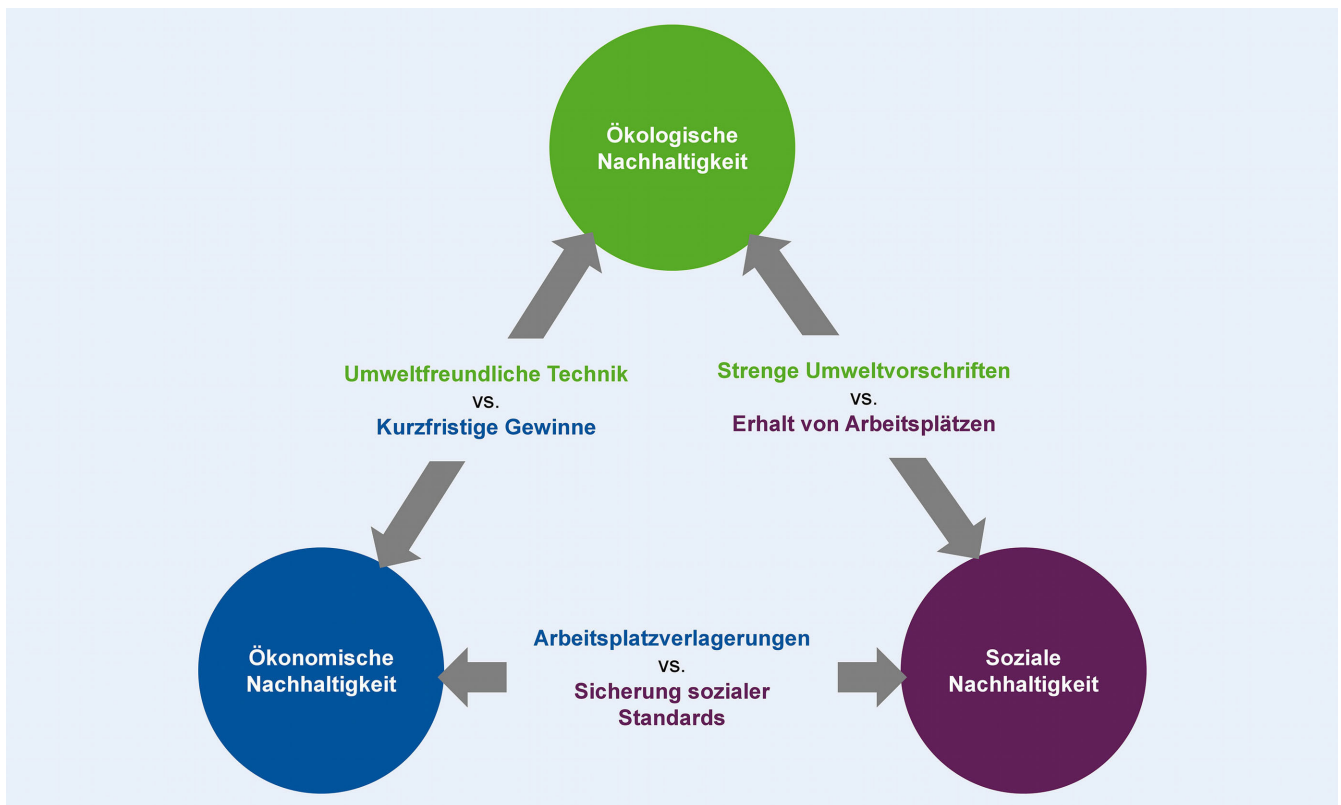 Ökologische
Nachhaltigkeit
Umweltfreundliche Technik
vs.
Kurzfristige Gewinne
Strenge Umweltvorschriften
vs.
Erhalt von Arbeitsplätzen
Ökonomische
Nachhaltigkeit
Arbeitsplatzverlagerungen
vs.
Sicherung sozialer
Standards
Soziale
Nachhaltigkeit